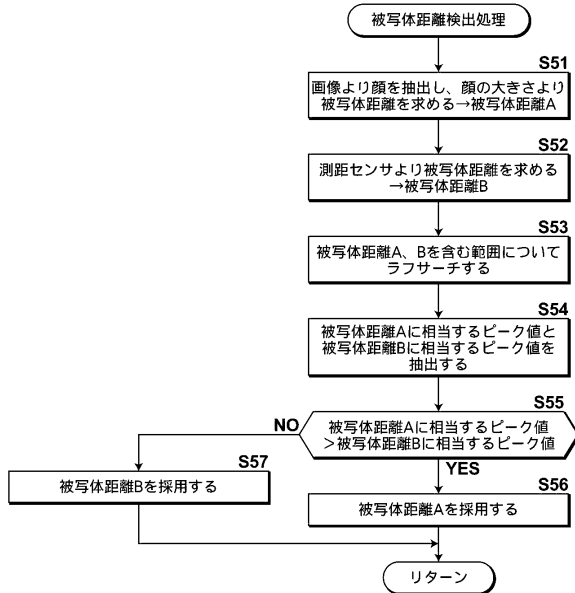 被写体距離検出処理
S51
画像より顔を抽出し、顔の大きさより
被写体距離を求める→被写体距離A
S52
測距センサより被写体距離を求める
→被写体距離B
S53
被写体距離A、Bを含む範囲について
ラフサーチする
S54
被写体距離Aに相当するピーク値と
被写体距離Bに相当するピーク値を
抽出する
S55
被写体距離Aに相当するピーク値
>被写体距離Bに相当するピーク値
NO
YES
S57
被写体距離Bを採用する
S56
被写体距離Aを採用する
リターン